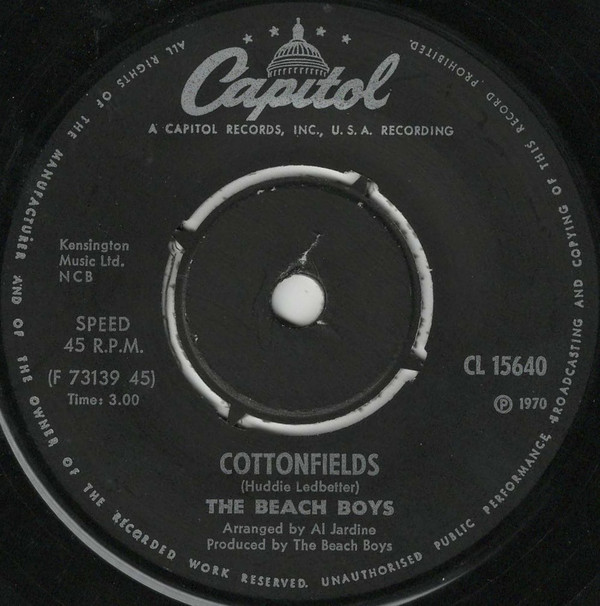 Capitol
A CAPITOL RECORDS, INC., U.S.A. RECORDING
Kensington
Music Ltd.
NCB
SPEED
45 R.P.M.
(F 73139 45)
Time: 3.00
CL 15640
Ⓟ 1970
COTTONFIELDS
(Huddie Ledbetter)
THE BEACH BOYS
Arranged by Al Jardine
Produced by The Beach Boys
ALL RIGHTS OF THE MANUFACTURER AND OF THE OWNER OF THE RECORDED WORK RESERVED. UNAUTHORISED PUBLIC PERFORMANCE, BROADCASTING AND COPYING OF THIS RECORD PROHIBITED.